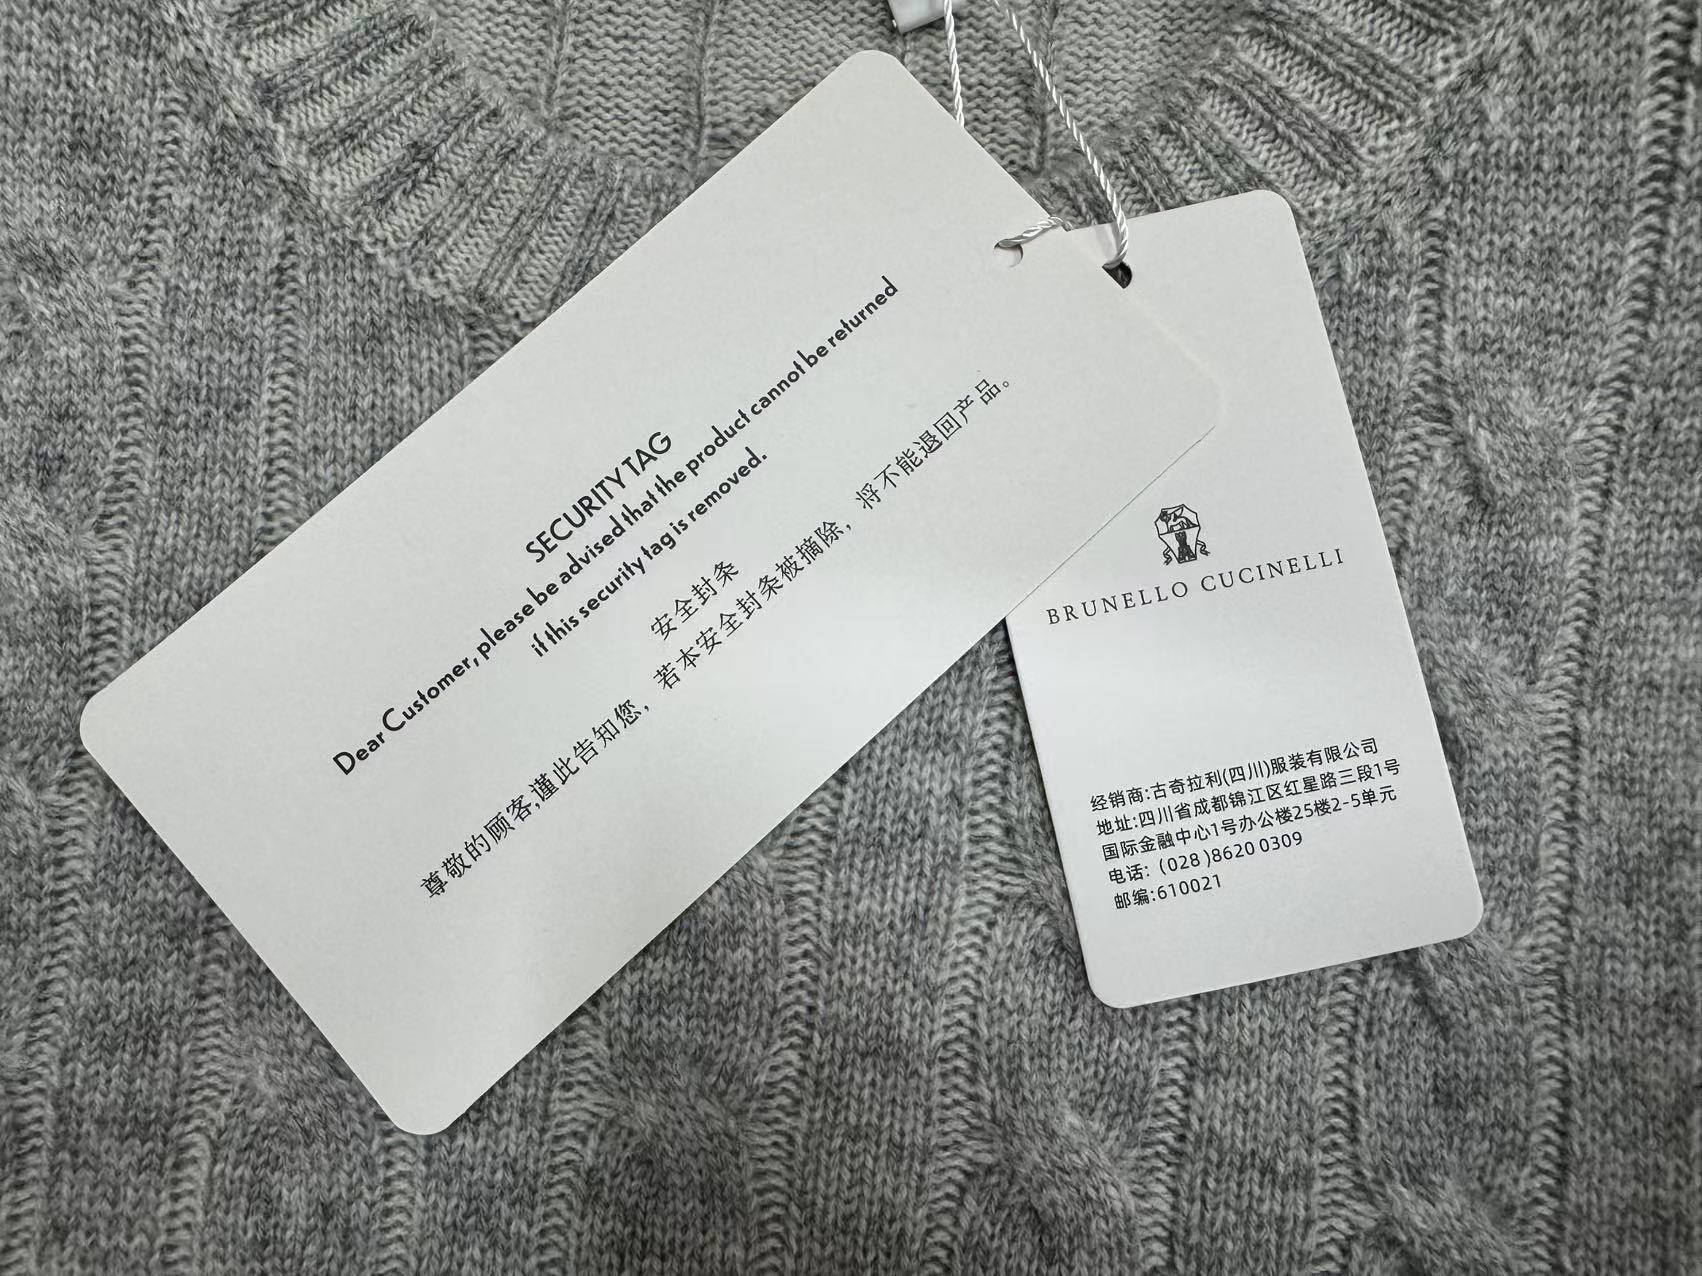 SECURITY TAG
Dear Customer, please be advised that the product cannot be returned
if this security tag is removed.
安全封条
尊敬的顾客,谨此告知您，若本安全封条被摘除，将不能退回产品。
BRUNELLO CUCINELLI
经销商:古奇拉利(四川)服装有限公司
地址:四川省成都锦江区红星路三段1号
国际金融中心1号办公楼25楼2-5单元
电话:（028)8620 0309
邮编:610021